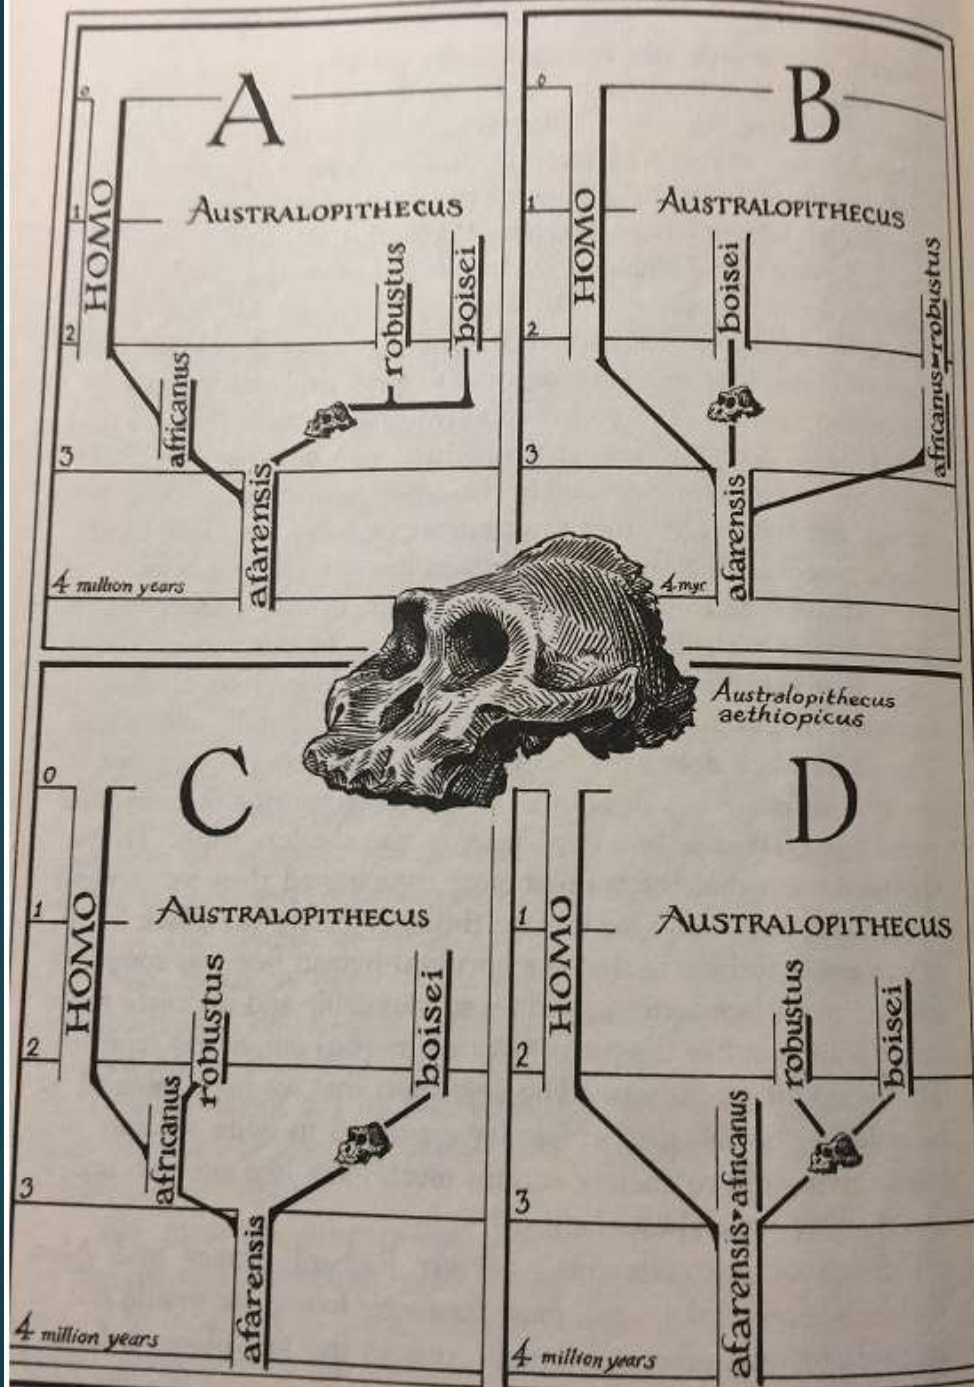 A
0
HOMO
1
AUSTRALOPITHECUS
robustus
boisei
2
africanus
3
afarensis
4 million years
B
0
HOMO
1
AUSTRALOPITHECUS
boisei
africanus-robustus
2
3
afarensis
4 myr
Australopithecus
aethiopicus
C
0
HOMO
1
AUSTRALOPITHECUS
robustus
boisei
2
africanus
3
afarensis
4 million years
D
HOMO
1
AUSTRALOPITHECUS
robustus
boisei
2
afarensis-africanus
3
4 million years